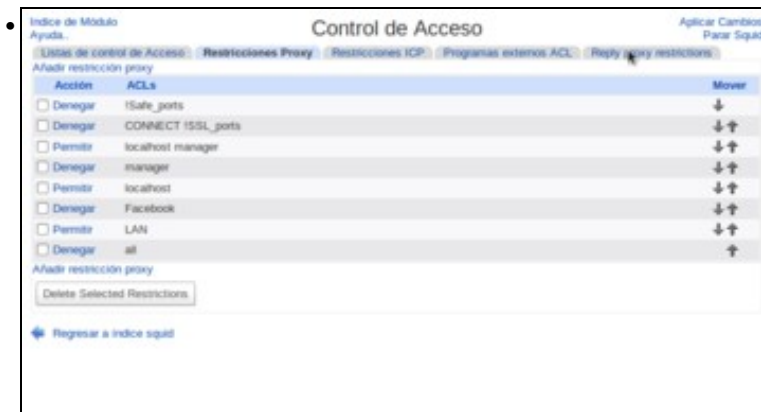 Indice de Módulo
Ayuda..
Control de Acceso
Aplicar Cambios
Parar Squid
Listas de control de Acceso Restricciones Proxy Restricciones ICP Programas externos ACL Reply proxy restrictions
Añadir restricción proxy
Acción ACLs Mover
Denegar !Safe_ports
Denegar CONNECT !SSL_ports
Permitir localhost manager
Denegar manager
Permitir localhost
Denegar Facebook
Permitir LAN
Denegar all
Añadir restricción proxy
Delete Selected Restrictions
Regresar a índice squid